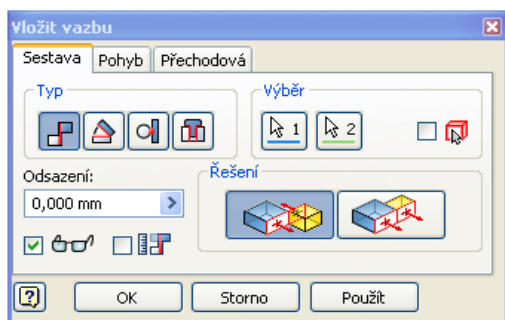 Vložit vazbu
Sestava Pohyb Přechodová
Typ Výběr
1 2
Odsazení: Řešení
0,000 mm
OK Storno Použít